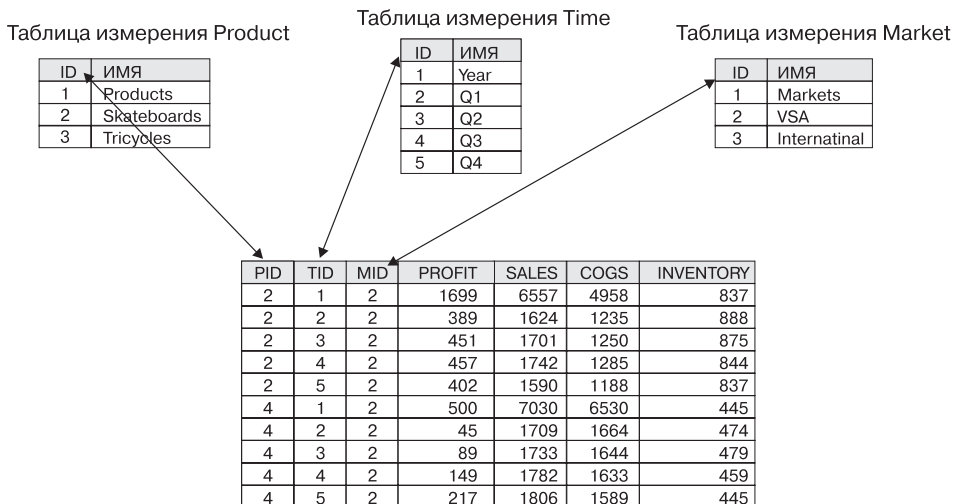 Таблица измерения Product
Таблица измерения Time
Таблица измерения Market
ID ИМЯ
1 Products
2 Skateboards
3 Tricycles
ID ИМЯ
1 Year
2 Q1
3 Q2
4 Q3
5 Q4
ID ИМЯ
1 Markets
2 VSA
3 Internatinal
PID TID MID PROFIT SALES COGS INVENTORY
2 1 2 1699 6557 4958 837
2 2 2 389 1624 1235 888
2 3 2 451 1701 1250 875
2 4 2 457 1742 1285 844
2 5 2 402 1590 1188 837
4 1 2 500 7030 6530 445
4 2 2 45 1709 1664 474
4 3 2 89 1733 1644 479
4 4 2 149 1782 1633 459
4 5 2 217 1806 1589 445